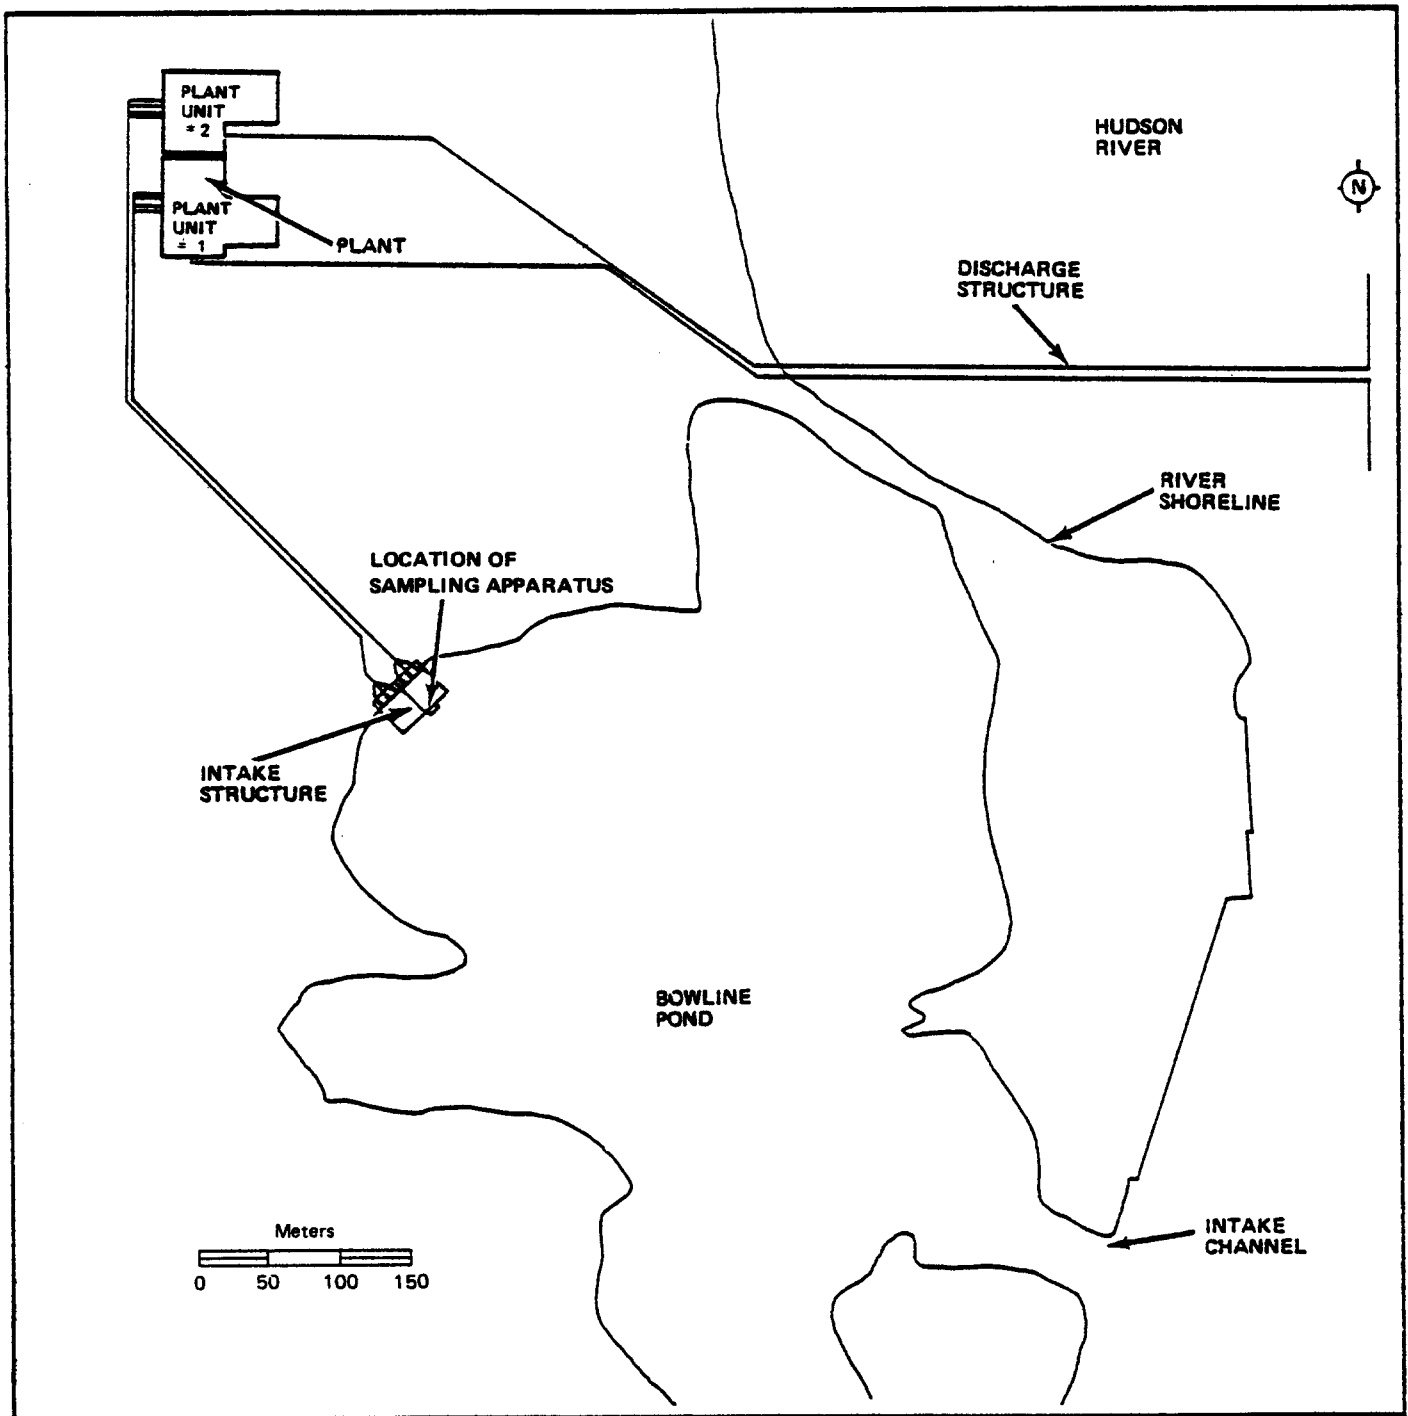 PLANT
UNIT
# 2
HUDSON
RIVER
N
PLANT
UNIT
# 1
PLANT
DISCHARGE
STRUCTURE
RIVER
SHORELINE
LOCATION OF
SAMPLING APPARATUS
INTAKE
STRUCTURE
BOWLINE
POND
Meters
0 50 100 150
INTAKE
CHANNEL